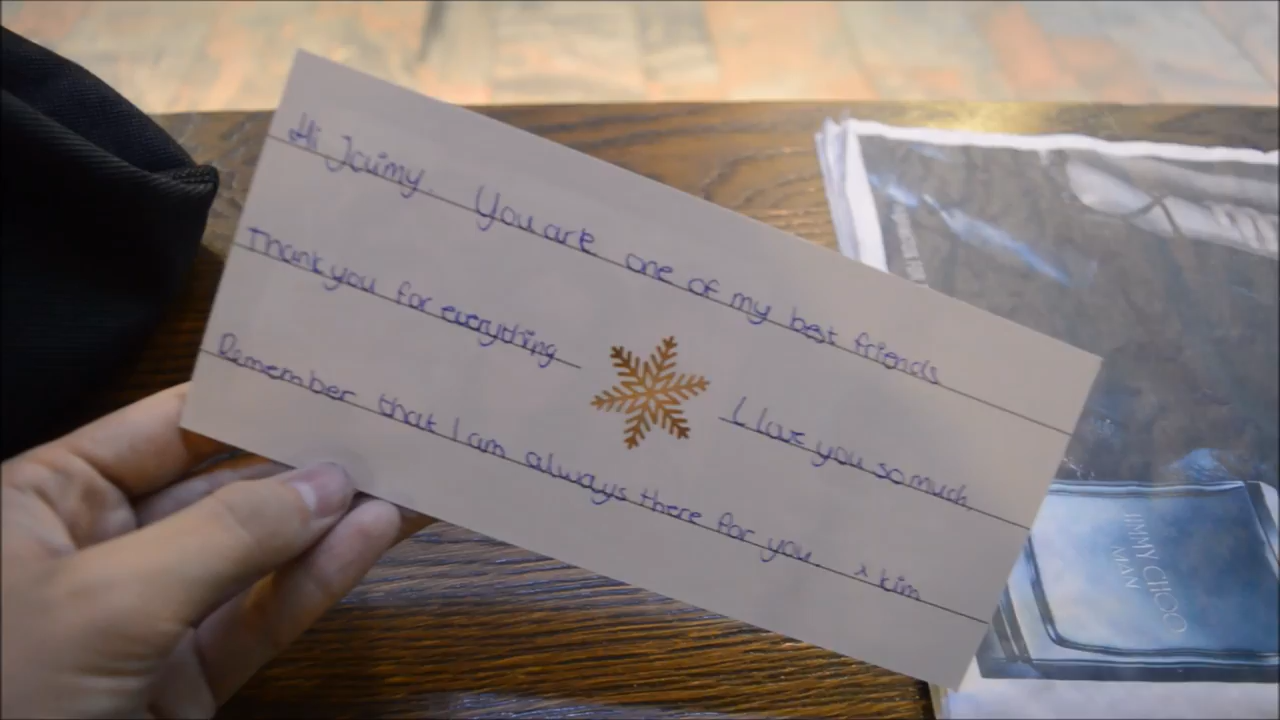 Hi Jaimy. You are one of my best friends
Thank you for everything I love you so much.
Remember that I am always there for you. x kim
JIMMY CHOO
MAN